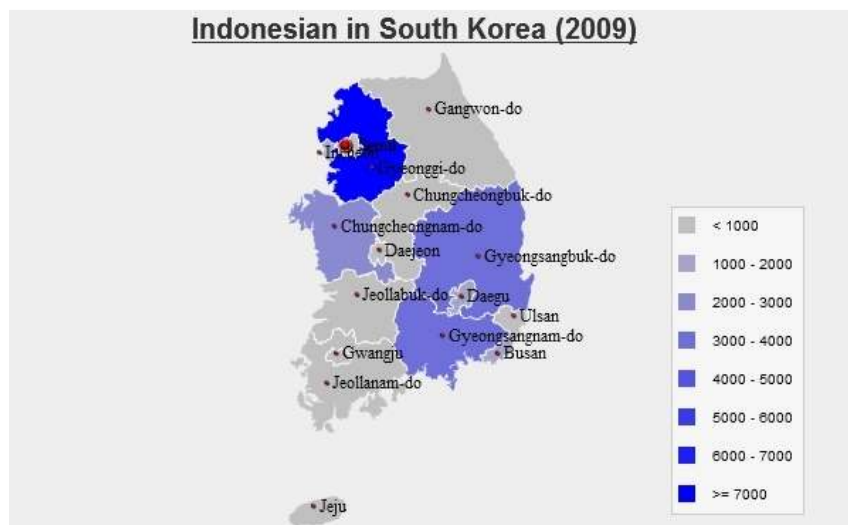 Indonesian in South Korea (2009)
Gangwon-do
Seoul
Incheon
Gyeonggi-do
Chungcheongbuk-do
Chungcheongnam-do
Daejeon
Gyeongsangbuk-do
Jeollabuk-do
Daegu
Ulsan
Gyeongsangnam-do
Gwangju
Busan
Jeollanam-do
Jeju
< 1000
1000 - 2000
2000 - 3000
3000 - 4000
4000 - 5000
5000 - 6000
6000 - 7000
>= 7000